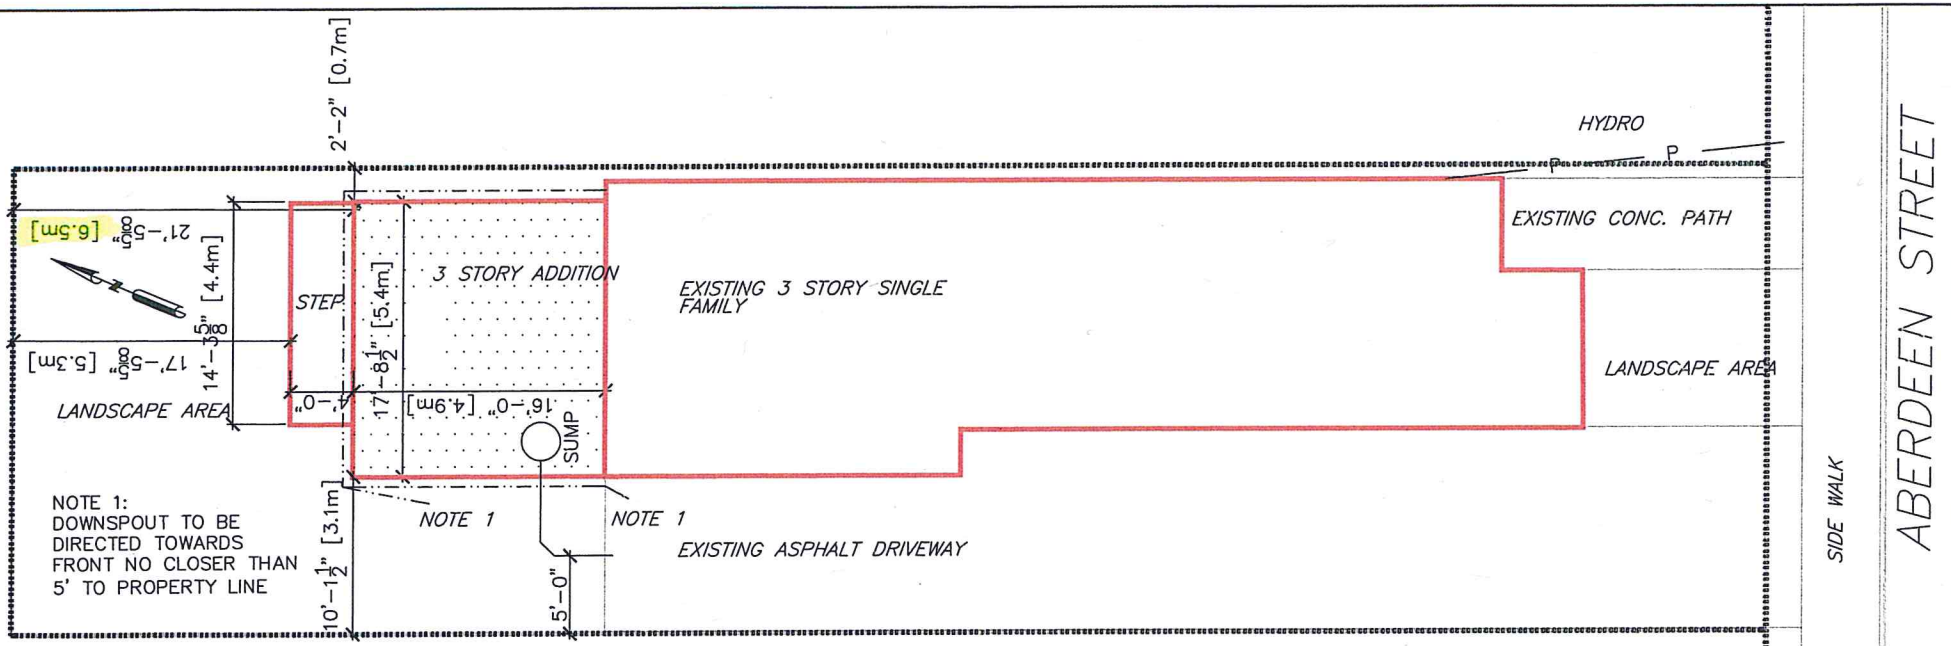 2'-2" [0.7m]
HYDRO
P
P
21'-5 5/8" [6.5m]
14'-3 5/8" [4.4m]
N
STEP
3 STORY ADDITION
17'-8 1/2" [5.4m]
EXISTING 3 STORY SINGLE
FAMILY
EXISTING CONC. PATH
17'-5 5/8" [5.3m]
LANDSCAPE AREA
4'-0"
16'-0" [4.9m]
SUMP
LANDSCAPE AREA
NOTE 1:
DOWNSPOUT TO BE
DIRECTED TOWARDS
FRONT NO CLOSER THAN
5' TO PROPERTY LINE
10'-1 1/2" [3.1m]
NOTE 1
NOTE 1
EXISTING ASPHALT DRIVEWAY
5'-0"
SIDE WALK
ABERDEEN STREET